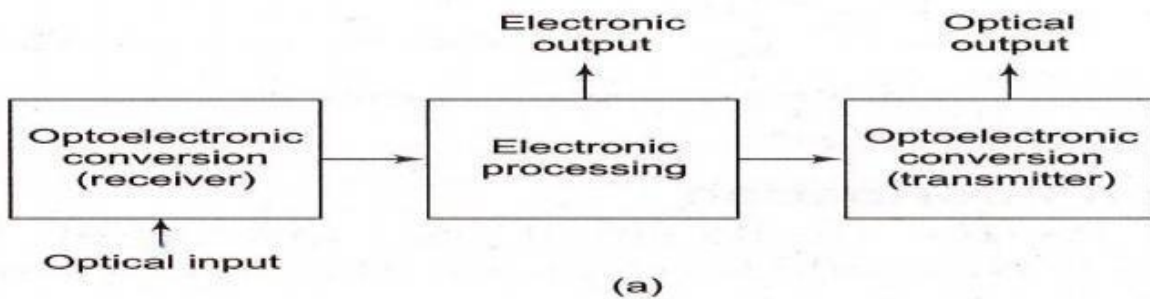 Electronic
output
Optical
output
Optoelectronic
conversion
(receiver)
Electronic
processing
Optoelectronic
conversion
(transmitter)
Optical input
(a)